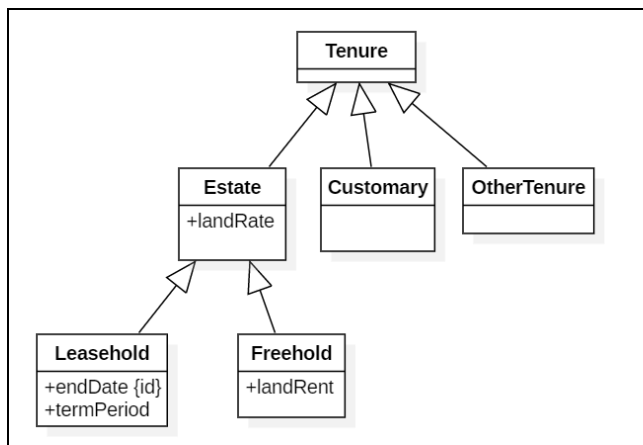 Tenure
Estate
+landRate
Customary
OtherTenure
Leasehold
+endDate {id}
+termPeriod
Freehold
+landRent